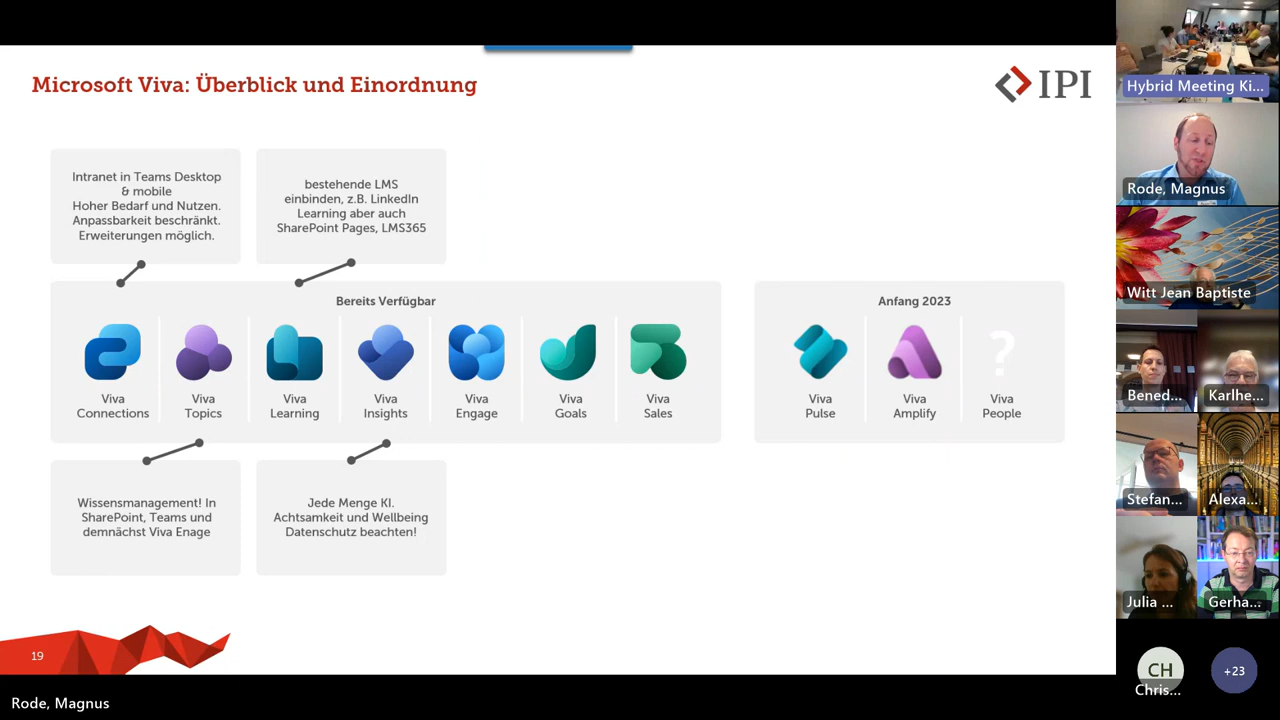 Microsoft Viva: Überblick und Einordnung
IPI
Intranet in Teams Desktop
& mobile
Hoher Bedarf und Nutzen.
Anpassbarkeit beschränkt.
Erweiterungen möglich.
bestehende LMS
einbinden, z.B. LinkedIn
Learning aber auch
SharePoint Pages, LMS365
Bereits Verfügbar
Viva
Connections
Viva
Topics
Viva
Learning
Viva
Insights
Viva
Engage
Viva
Goals
Viva
Sales
Anfang 2023
Viva
Pulse
Viva
Amplify
?
Viva
People
Wissensmanagement! In
SharePoint, Teams und
demnächst Viva Enage
Jede Menge KI.
Achtsamkeit und Wellbeing
Datenschutz beachten!
19
Rode, Magnus
Hybrid Meeting Ki...
Rode, Magnus
Witt Jean Baptiste
Bened...
Karlhe...
Stefan...
Alexa...
Julia ...
Gerha...
CH
Chris...
+23